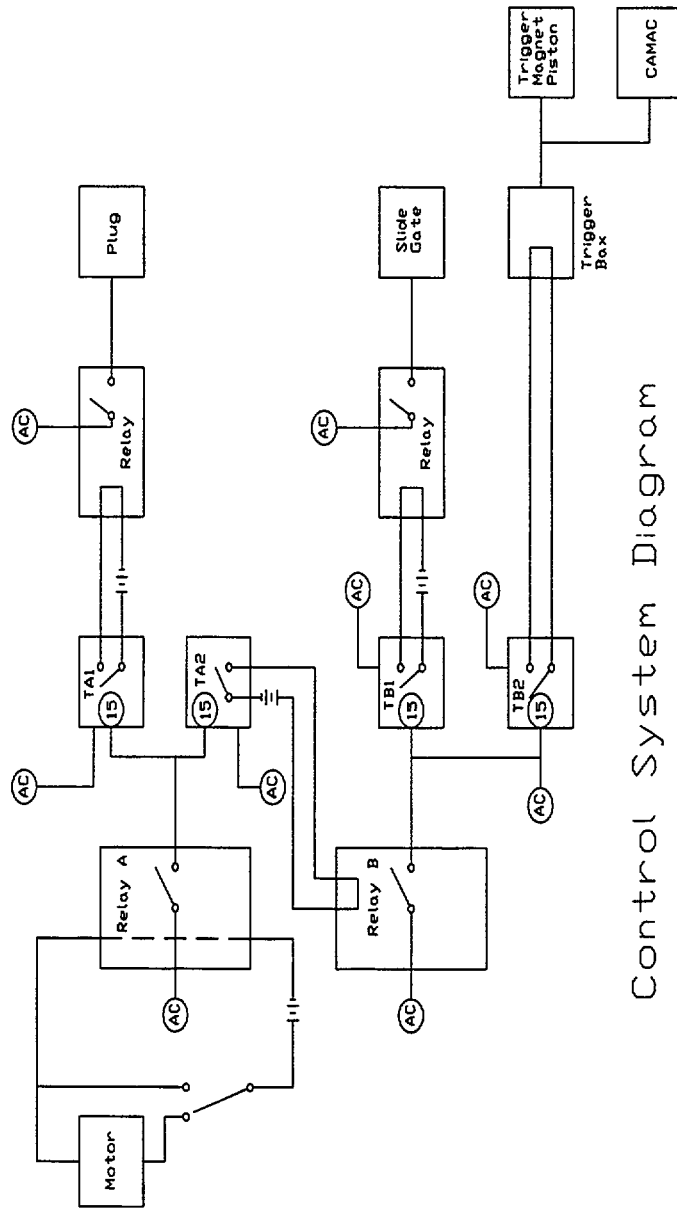 Motor
AC
Relay A
AC
TA1
15
AC
Relay
Plug
AC
15
TA2
AC
Relay B
AC
TB1
15
AC
Relay
Slide
Gate
AC
TB2
15
AC
Trigger
Box
Trigger
Magnet
Piston
CAMAC
Control System Diagram